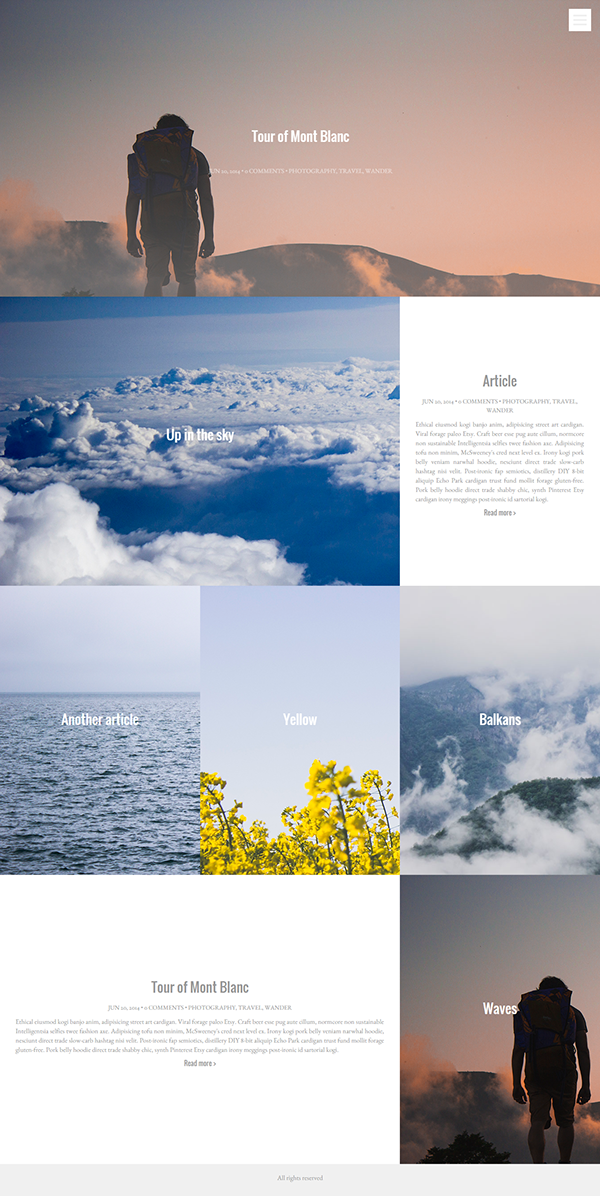 Tour of Mont Blanc
JUN 20, 2014 • 0 COMMENTS • PHOTOGRAPHY, TRAVEL, WANDER
Up in the sky
Article
JUN 20, 2014 • 0 COMMENTS • PHOTOGRAPHY, TRAVEL,
WANDER
Ethical eiusmod kogi banjo anim, adipisicing street art cardigan.
Viral forage paleo Etsy. Craft beer esse pug aute cillum, normcore
non sustainable Intelligentsia selfies twee fashion axe. Adipisicing
tofu non minim, McSweeney's cred next level ea. Irony kogi pork
belly veniam narwhal hoodie, nesciunt direct trade slow-carb
hashtag nisi velit. Post-ironic fap semiotics, distillery DIY 8-bit
aliquip Echo Park cardigan trust fund mollit forage gluten-free.
Pork belly hoodie direct trade shabby chic, synth Pinterest Etsy
cardigan irony meggings post-ironic id sartorial kogi.
Read more ›
Another article
Yellow
Balkans
Tour of Mont Blanc
JUN 20, 2014 • 0 COMMENTS • PHOTOGRAPHY, TRAVEL, WANDER
Ethical eiusmod kogi banjo anim, adipisicing street art cardigan. Viral forage paleo Etsy. Craft beer esse pug aute cillum, normcore non sustainable
Intelligentsia selfies twee fashion axe. Adipisicing tofu non minim, McSweeney's cred next level ea. Irony kogi pork belly veniam narwhal hoodie,
nesciunt direct trade slow-carb hashtag nisi velit. Post-ironic fap semiotics, distillery DIY 8-bit aliquip Echo Park cardigan trust fund mollit forage
gluten-free. Pork belly hoodie direct trade shabby chic, synth Pinterest Etsy cardigan irony meggings post-ironic id sartorial kogi.
Read more ›
Waves
All rights reserved